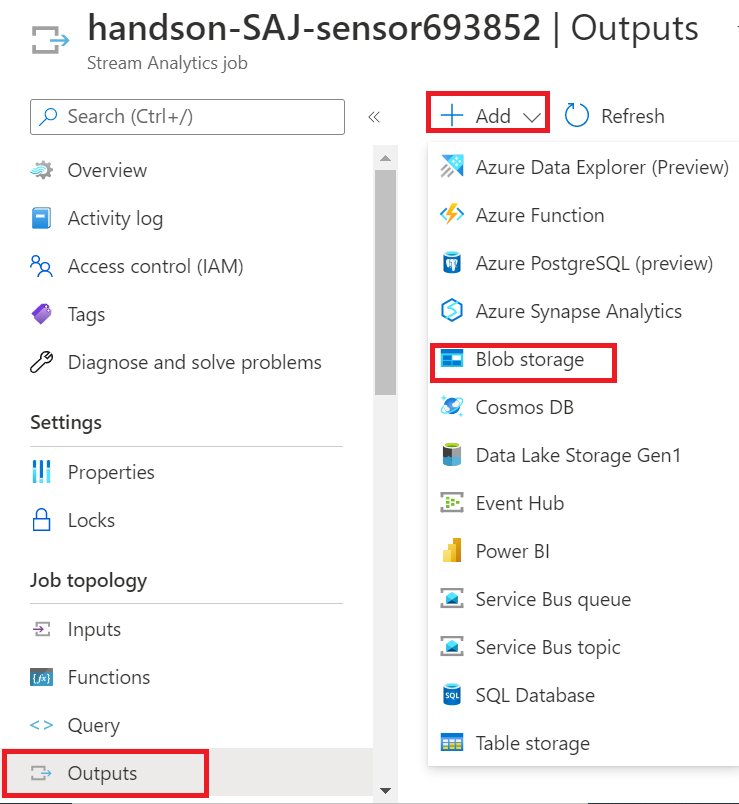 handson-SAJ-sensor693852 | Outputs
Stream Analytics job
Search (Ctrl+/)
«
Add
Refresh
Overview
Activity log
Access control (IAM)
Tags
Diagnose and solve problems
Settings
Properties
Locks
Job topology
Inputs
Functions
Query
Outputs
Azure Data Explorer (Preview)
Azure Function
Azure PostgreSQL (preview)
Azure Synapse Analytics
Blob storage
Cosmos DB
Data Lake Storage Gen1
Event Hub
Power BI
Service Bus queue
Service Bus topic
SQL Database
Table storage